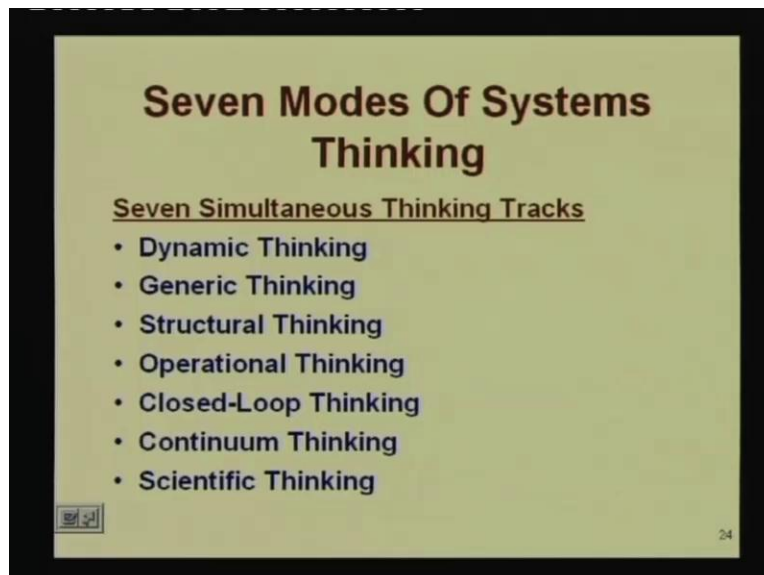 Seven Modes Of Systems
Thinking
Seven Simultaneous Thinking Tracks
• Dynamic Thinking
• Generic Thinking
• Structural Thinking
• Operational Thinking
• Closed-Loop Thinking
• Continuum Thinking
• Scientific Thinking
24